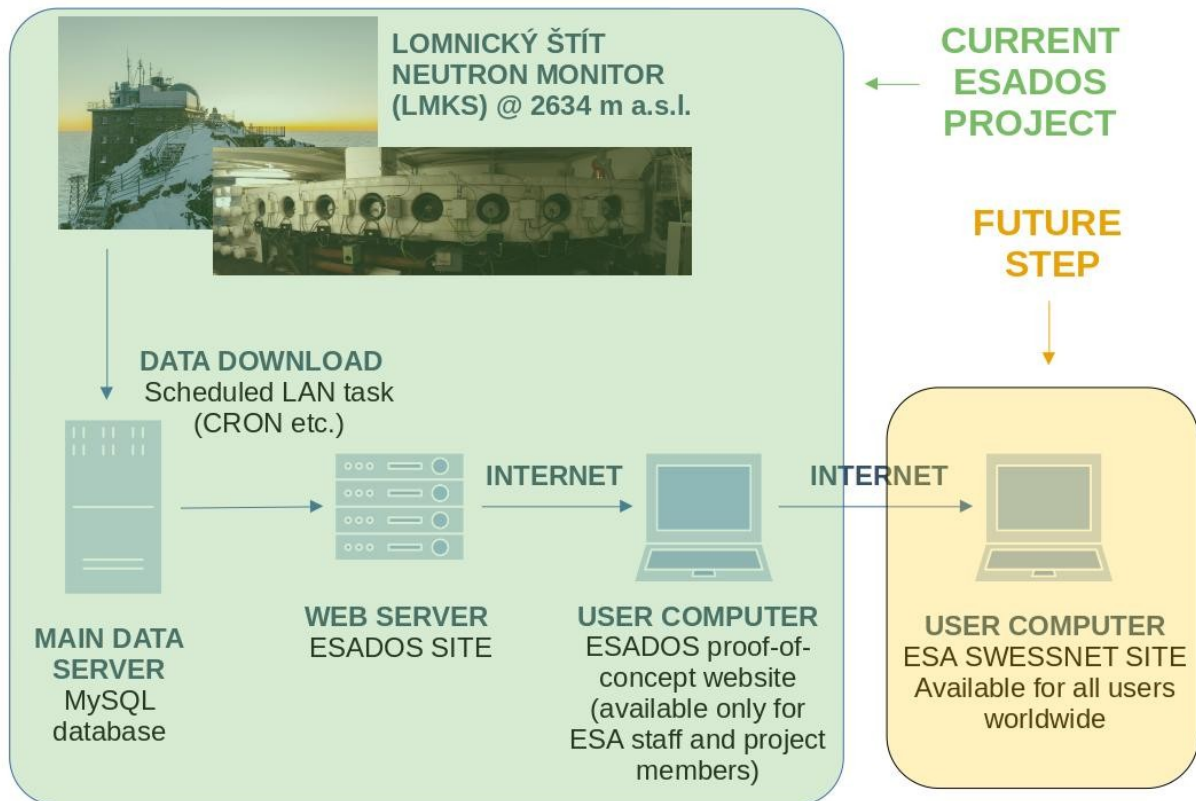 LOMNICKÝ ŠTÍT
NEUTRON MONITOR
(LMKS) @ 2634 m a.s.l.
CURRENT
ESADOS
PROJECT
FUTURE
STEP
DATA DOWNLOAD
Scheduled LAN task
(CRON etc.)
INTERNET
INTERNET
MAIN DATA
SERVER
MySQL
database
WEB SERVER
ESADOS SITE
USER COMPUTER
ESADOS proof-of-
concept website
(available only for
ESA staff and project
members)
USER COMPUTER
ESA SWESSNET SITE
Available for all users
worldwide